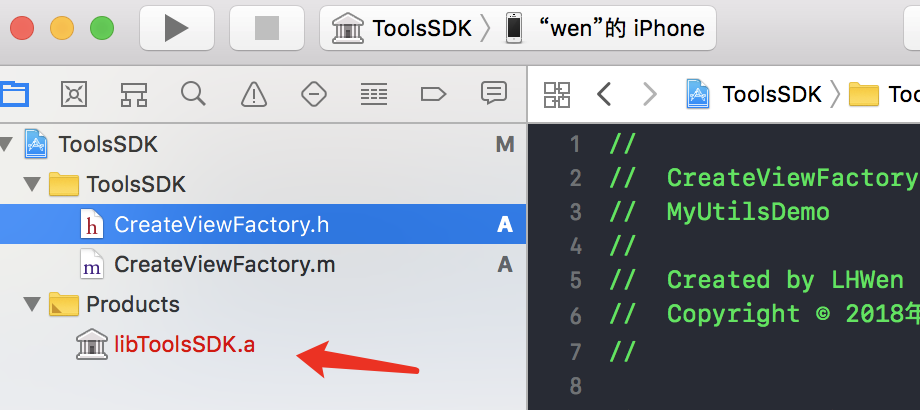 ToolsSDK 〉 “wen”的 iPhone
ToolsSDK 〉 Too
ToolsSDK M
ToolsSDK
h CreateViewFactory.h A
m CreateViewFactory.m A
Products
libToolsSDK.a
1 //
2 // CreateViewFactory
3 // MyUtilsDemo
4 //
5 // Created by LHWen
6 // Copyright © 2018年
7 //
8